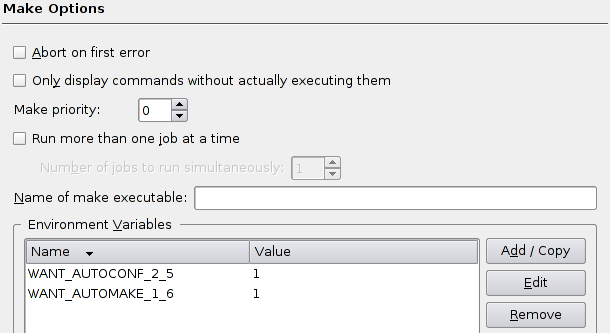 Make Options
Abort on first error
Only display commands without actually executing them
Make priority: 0
Run more than one job at a time
Number of jobs to run simultaneously: 1
Name of make executable:
Environment Variables
Name Value
Add / Copy
WANT_AUTOCONF_2_5 1
Edit
WANT_AUTOMAKE_1_6 1
Remove